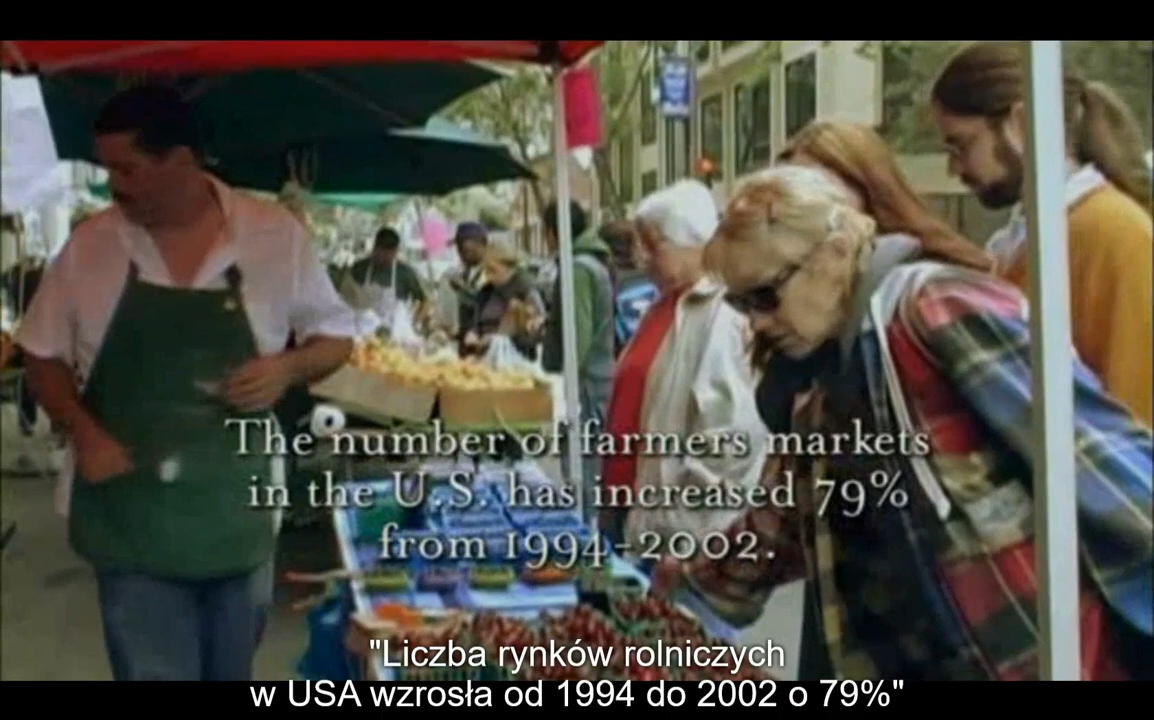 The number of farmers markets
in the U.S. has increased 79%
from 1994-2002.
"Liczba rynków rolniczych
w USA wzrosła od 1994 do 2002 o 79%"